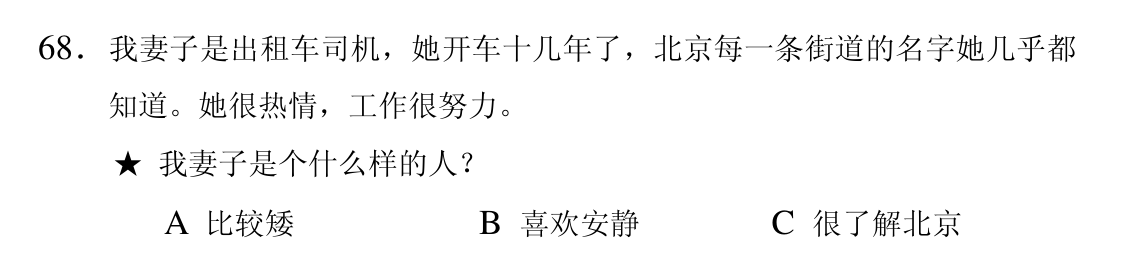 68．我妻子是出租车司机，她开车十几年了，北京每一条街道的名字她几乎都
知道。她很热情，工作很努力。
★ 我妻子是个什么样的人？
A 比较矮 B 喜欢安静 C 很了解北京